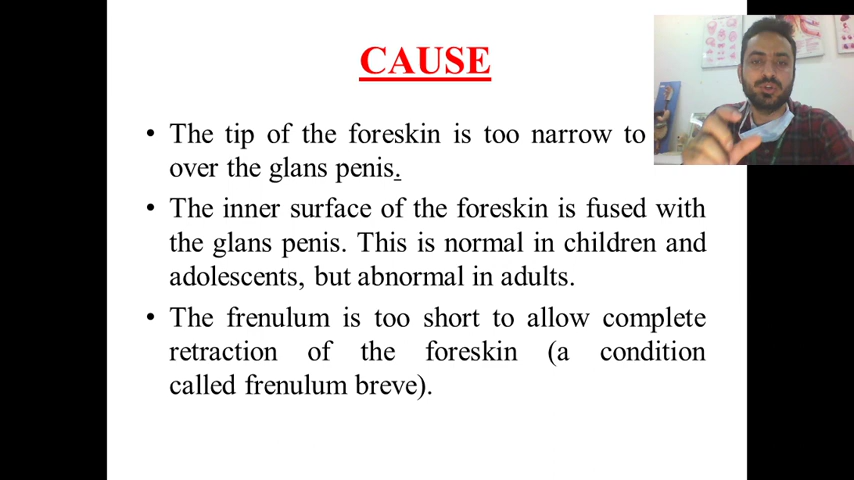 CAUSE
• The tip of the foreskin is too narrow to
over the glans penis.
• The inner surface of the foreskin is fused with
the glans penis. This is normal in children and
adolescents, but abnormal in adults.
• The frenulum is too short to allow complete
retraction of the foreskin (a condition
called frenulum breve).